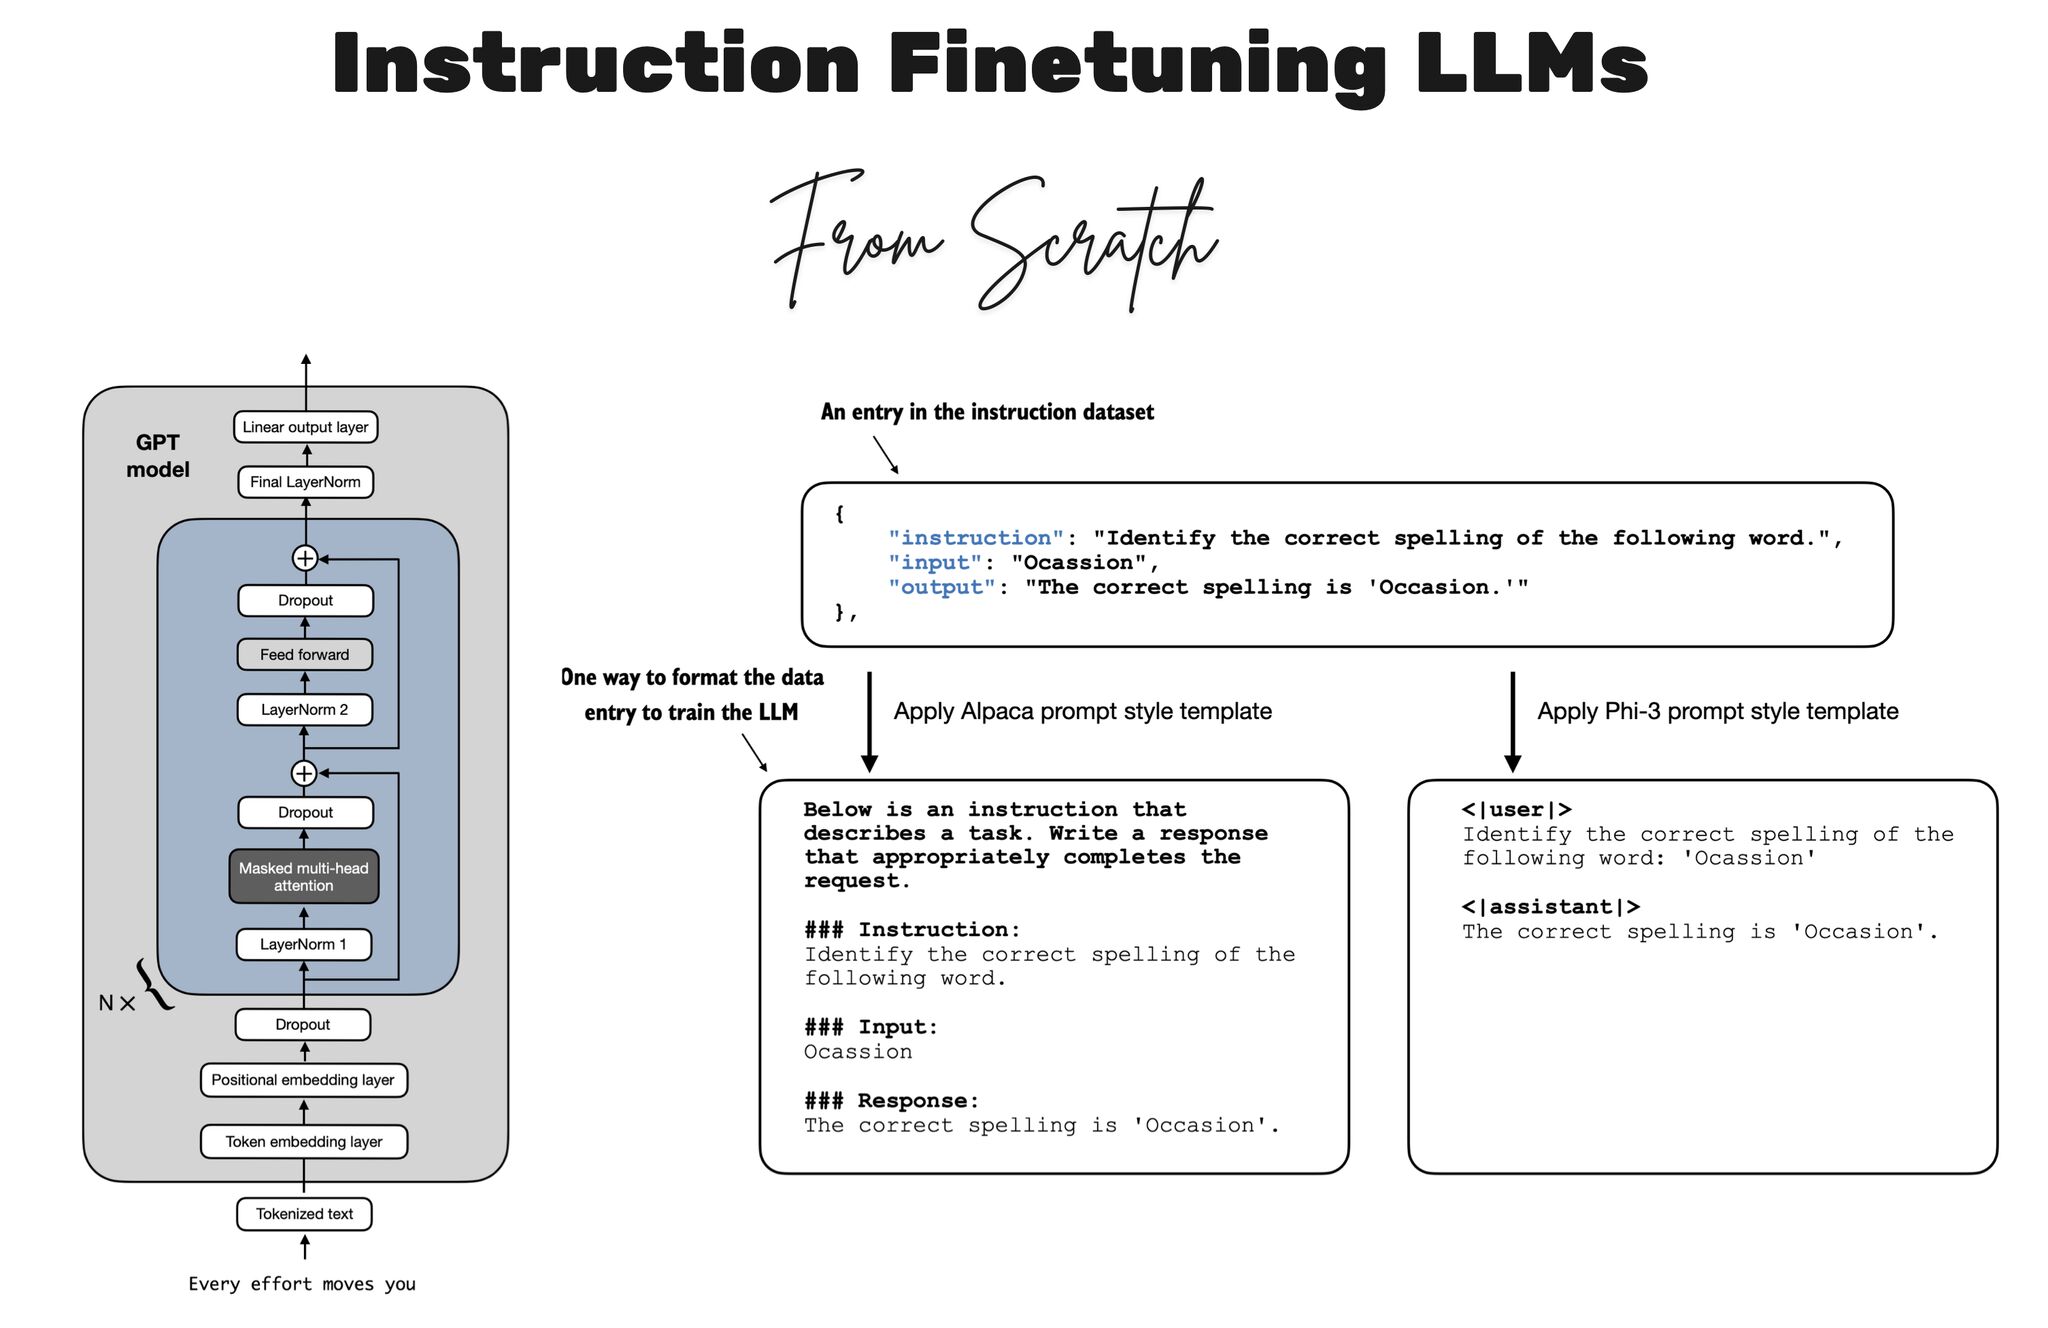 Instruction Finetuning LLMs
From Scratch
GPT
model
Linear output layer
Final LayerNorm
Dropout
Feed forward
LayerNorm 2
Dropout
Masked multi-head
attention
LayerNorm 1
N×
Dropout
Positional embedding layer
Token embedding layer
Tokenized text
Every effort moves you
An entry in the instruction dataset
{
"instruction": "Identify the correct spelling of the following word.",
"input": "Ocassion",
"output": "The correct spelling is 'Occasion.'"
},
One way to format the data
entry to train the LLM
Apply Alpaca prompt style template
Below is an instruction that
describes a task. Write a response
that appropriately completes the
request.
### Instruction:
Identify the correct spelling of the
following word.
### Input:
Ocassion
### Response:
The correct spelling is 'Occasion'.
Apply Phi-3 prompt style template
<|user|>
Identify the correct spelling of the
following word: 'Ocassion'
<|assistant|>
The correct spelling is 'Occasion'.